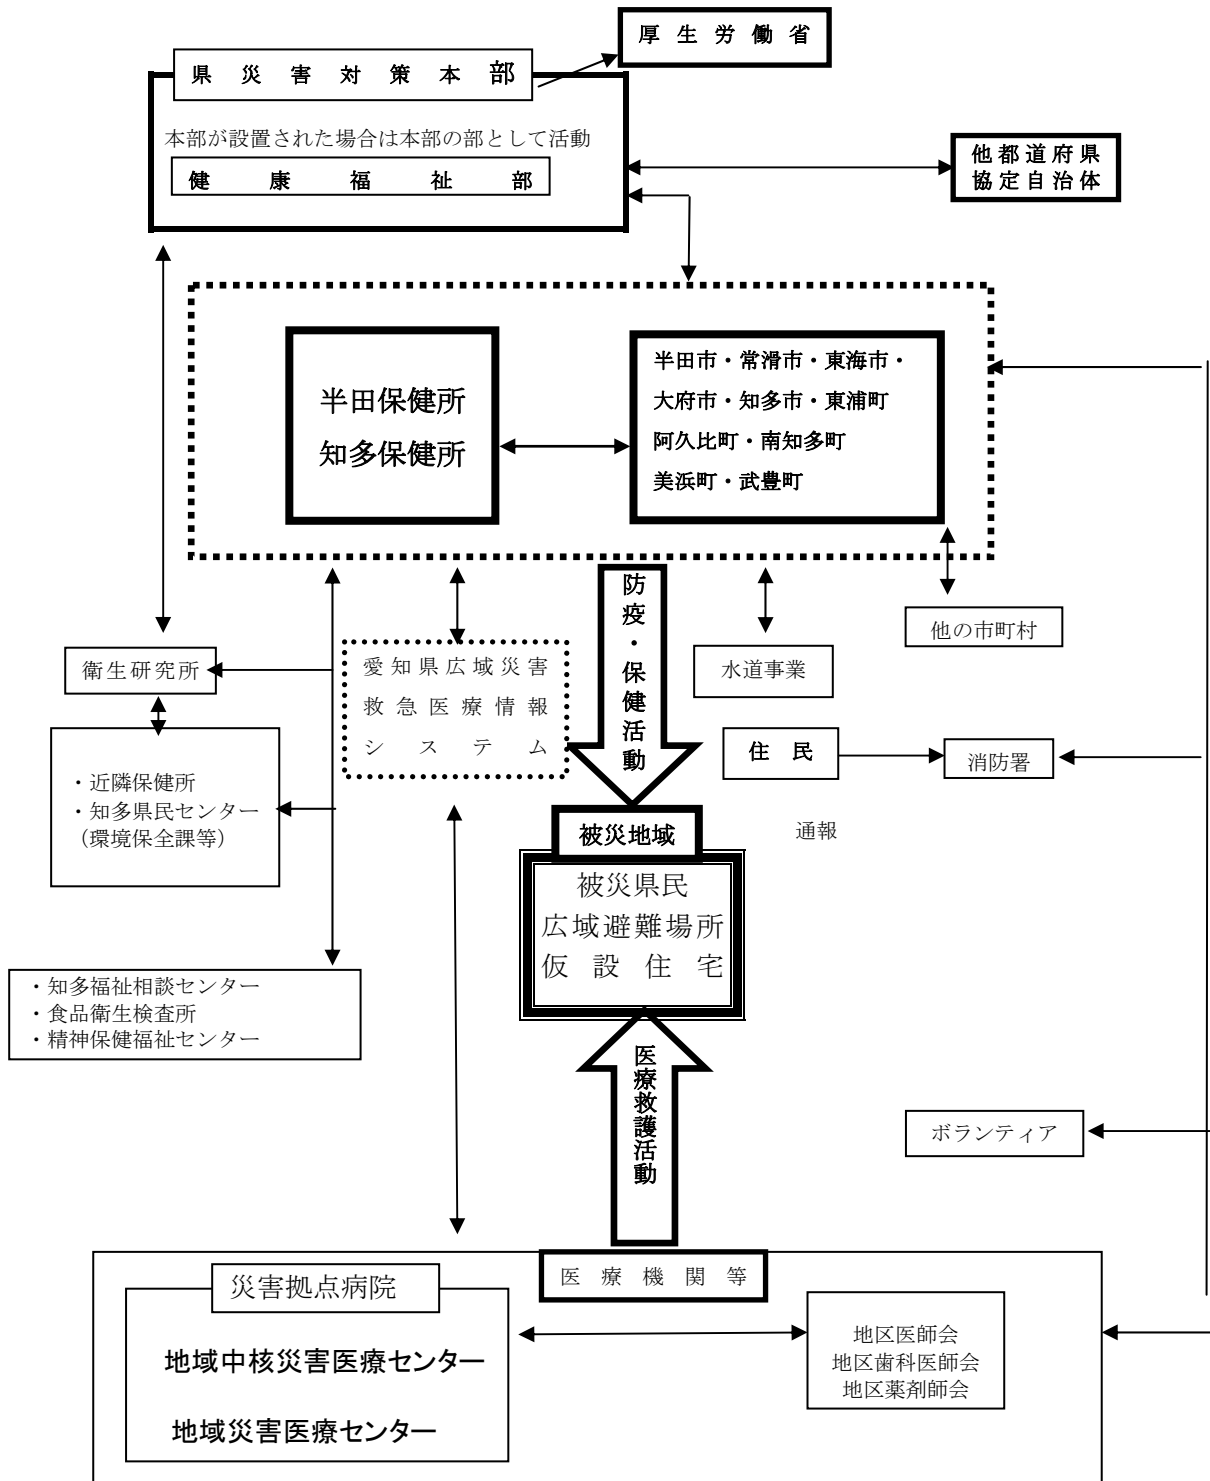 厚生労働省
県災害対策本部
本部が設置された場合は本部の部として活動
健康福祉部
他都道府県
協定自治体
半田保健所
知多保健所
半田市・常滑市・東海市・
大府市・知多市・東浦町
阿久比町・南知多町
美浜町・武豊町
防疫・保健活動
他の市町村
衛生研究所
愛知県広域災害
救急医療情報
システム
水道事業
住民
消防署
通報
・近隣保健所
・知多県民センター
（環境保全課等）
被災地域
被災県民
広域避難場所
仮設住宅
・知多福祉相談センター
・食品衛生検査所
・精神保健福祉センター
医療救護活動
ボランティア
医療機関等
災害拠点病院
地域中核災害医療センター
地域災害医療センター
地区医師会
地区歯科医師会
地区薬剤師会